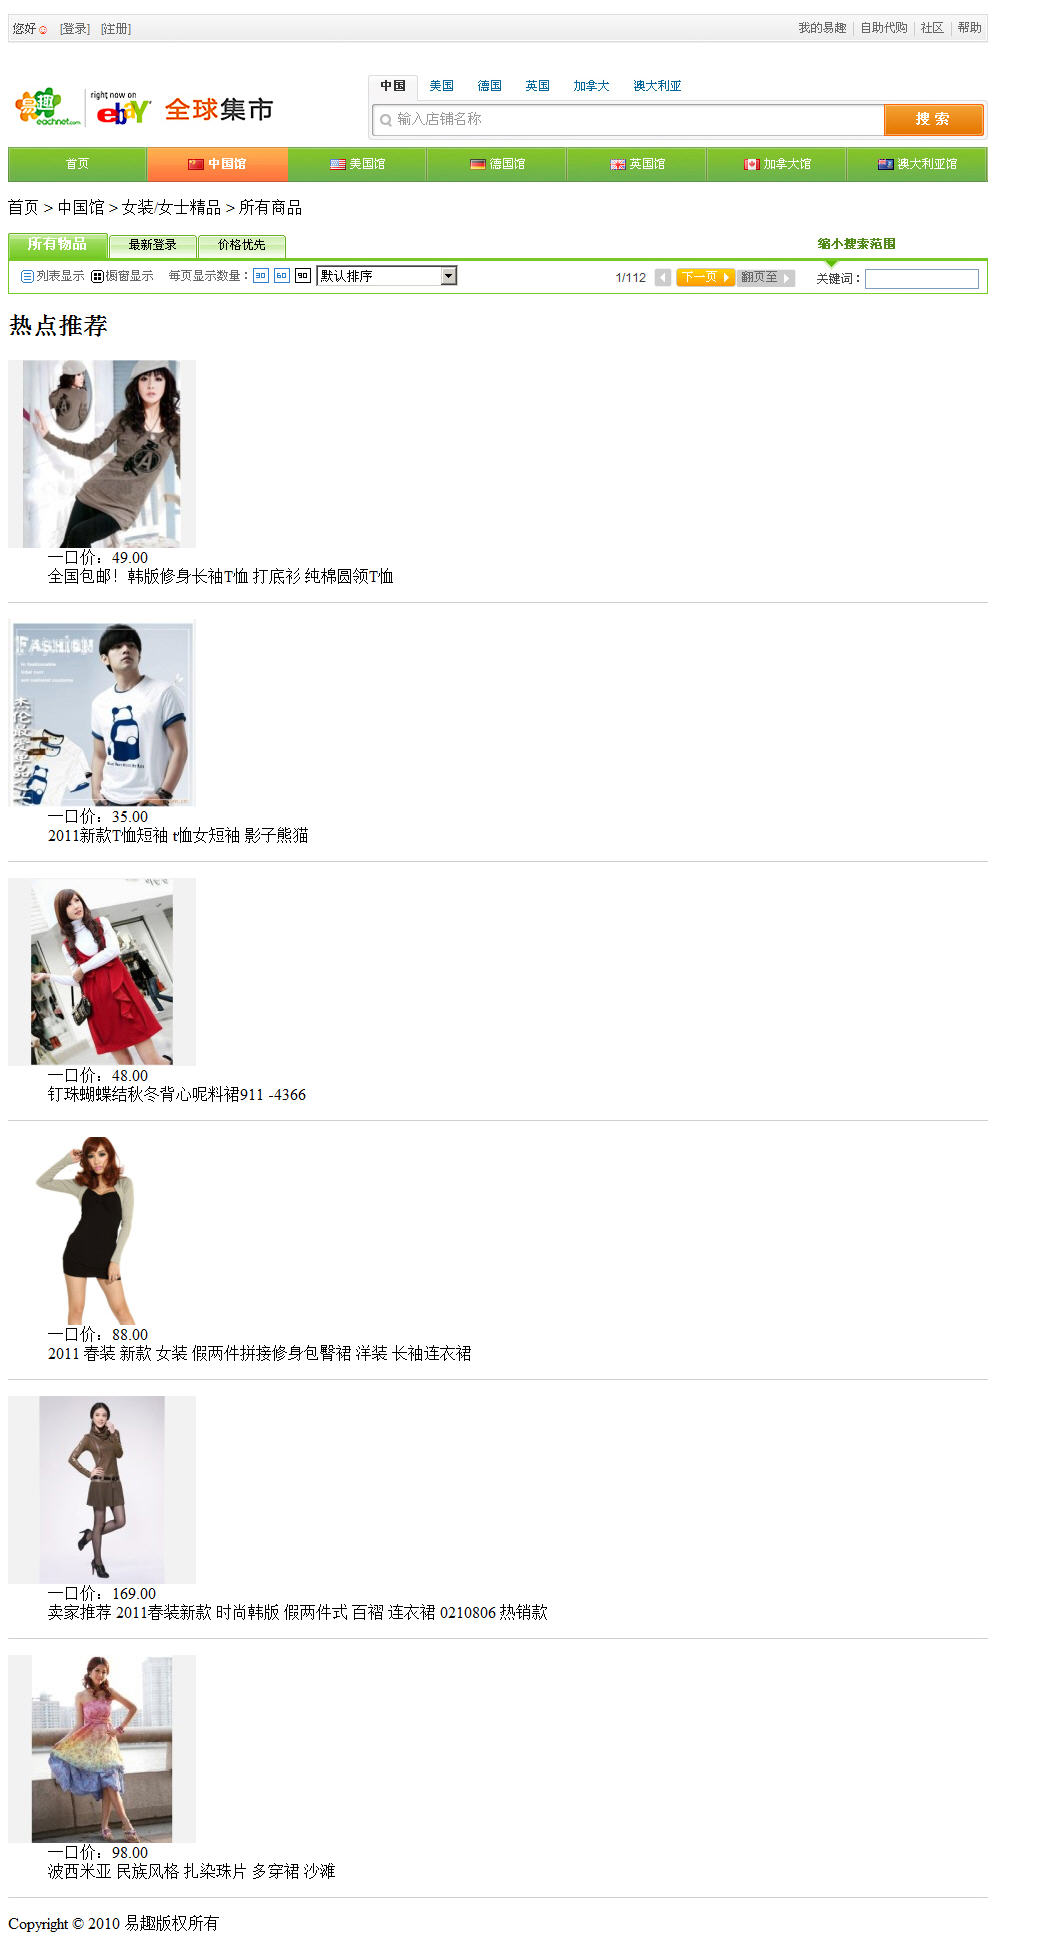 您好☺ [登录] [注册] 我的易趣 | 自助代购 | 社区 | 帮助
中国 美国 德国 英国 加拿大 澳大利亚
易趣 eachnet.com right now on ebaY 全球集市
输入店铺名称 搜 索
首页 中国馆 美国馆 德国馆 英国馆 加拿大馆 澳大利亚馆
首页 > 中国馆 > 女装/女士精品 > 所有商品
所有物品 最新登录 价格优先 缩小搜索范围
列表显示 橱窗显示 每页显示数量： 30 60 90 默认排序 1/112 下一页 翻页至 关键词：
热点推荐
一口价：49.00
全国包邮！韩版修身长袖T恤 打底衫 纯棉圆领T恤
FASHION
杰伦最爱单品
一口价：35.00
2011新款T恤短袖 t恤女短袖 影子熊猫
一口价：48.00
钉珠蝴蝶结秋冬背心呢料裙911 -4366
一口价：88.00
2011 春装 新款 女装 假两件拼接修身包臀裙 洋装 长袖连衣裙
一口价：169.00
卖家推荐 2011春装新款 时尚韩版 假两件式 百褶 连衣裙 0210806 热销款
一口价：98.00
波西米亚 民族风格 扎染珠片 多穿裙 沙滩
Copyright © 2010 易趣版权所有